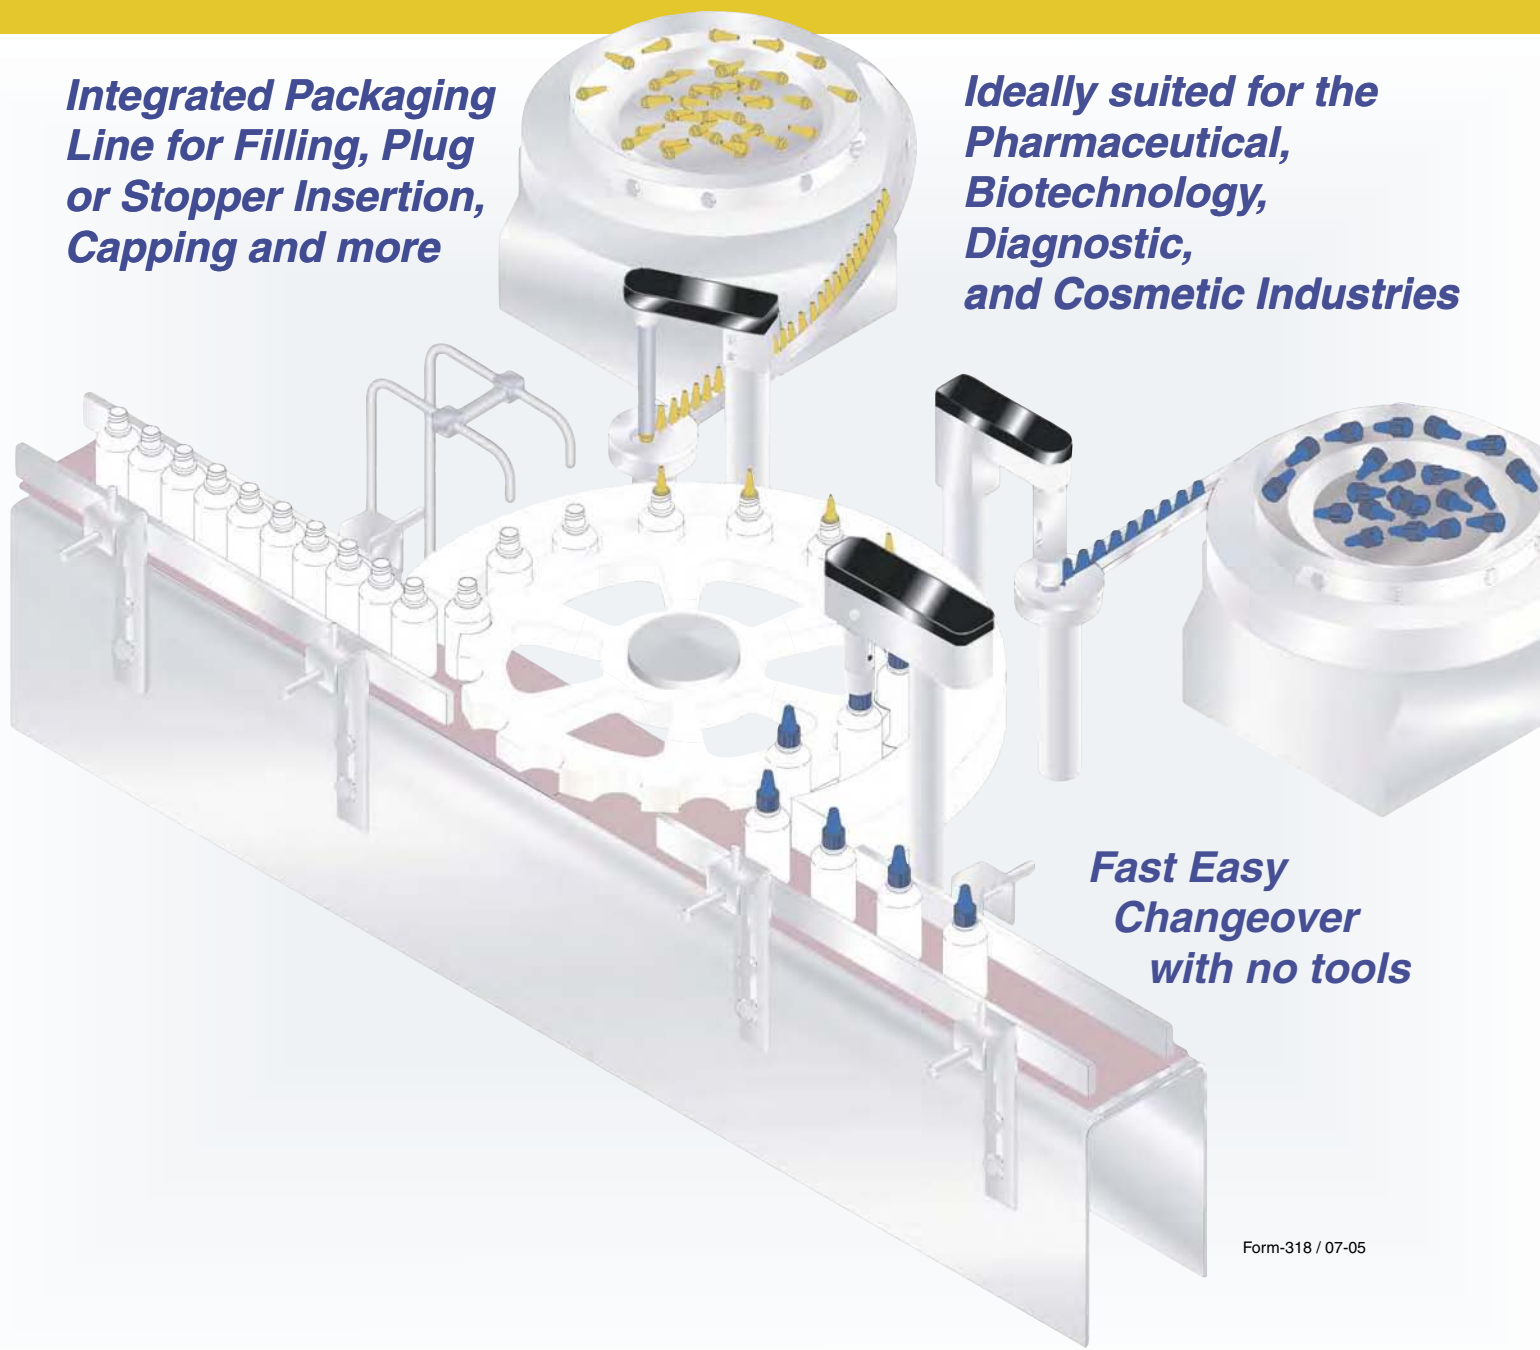 Integrated Packaging
Line for Filling, Plug
or Stopper Insertion,
Capping and more
Ideally suited for the
Pharmaceutical,
Biotechnology,
Diagnostic,
and Cosmetic Industries
Fast Easy
Changeover
with no tools
Form-318 / 07-05